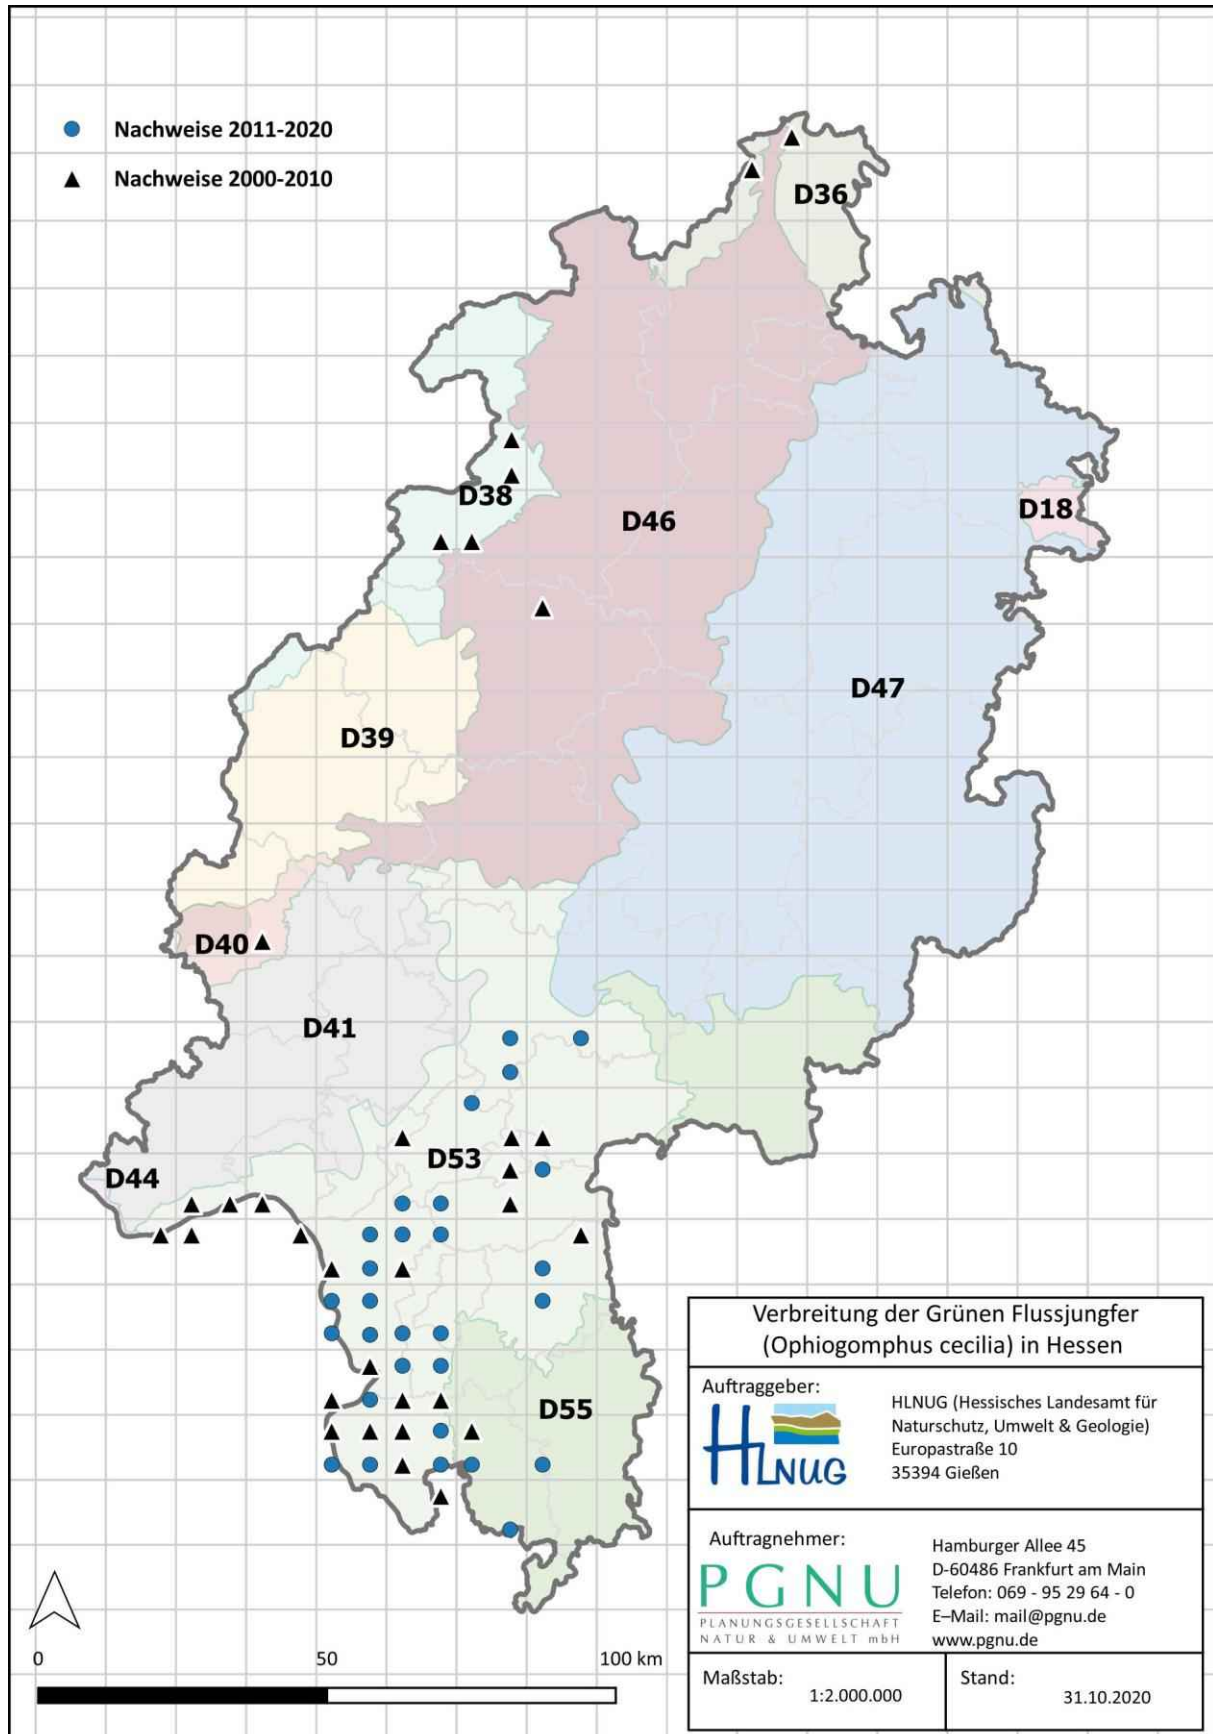 Nachweise 2011-2020
Nachweise 2000-2010
D36
D38
D46
D18
D47
D39
D40
D41
D53
D44
D55
Verbreitung der Grünen Flussjungfer
(Ophiogomphus cecilia) in Hessen
Auftraggeber:
HLNUG
HLNUG (Hessisches Landesamt für
Naturschutz, Umwelt & Geologie)
Europastraße 10
35394 Gießen
Auftragnehmer:
PGNU
PLANUNGSGESELLSCHAFT
NATUR & UMWELT mbH
Hamburger Allee 45
D-60486 Frankfurt am Main
Telefon: 069 - 95 29 64 - 0
E–Mail: mail@pgnu.de
www.pgnu.de
Maßstab:
1:2.000.000
Stand:
31.10.2020
0 50 100 km